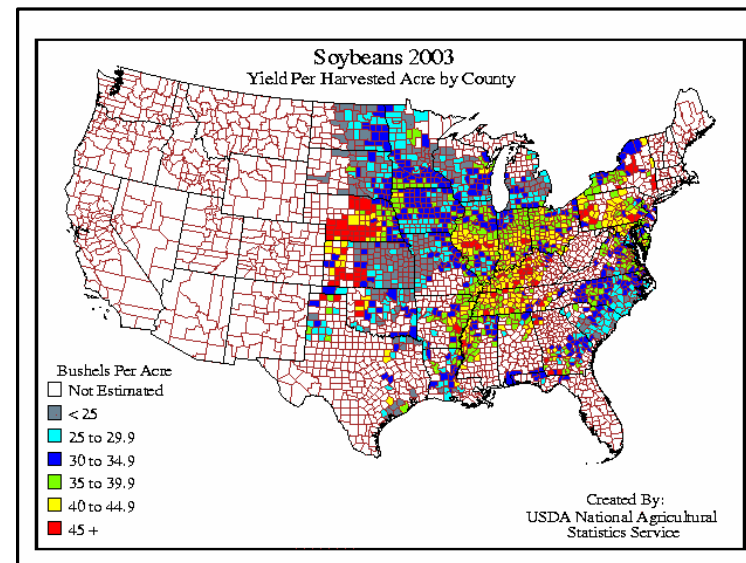 Soybeans 2003
Yield Per Harvested Acre by County
Bushels Per Acre
Not Estimated
< 25
25 to 29.9
30 to 34.9
35 to 39.9
40 to 44.9
45 +
Created By:
USDA National Agricultural
Statistics Service